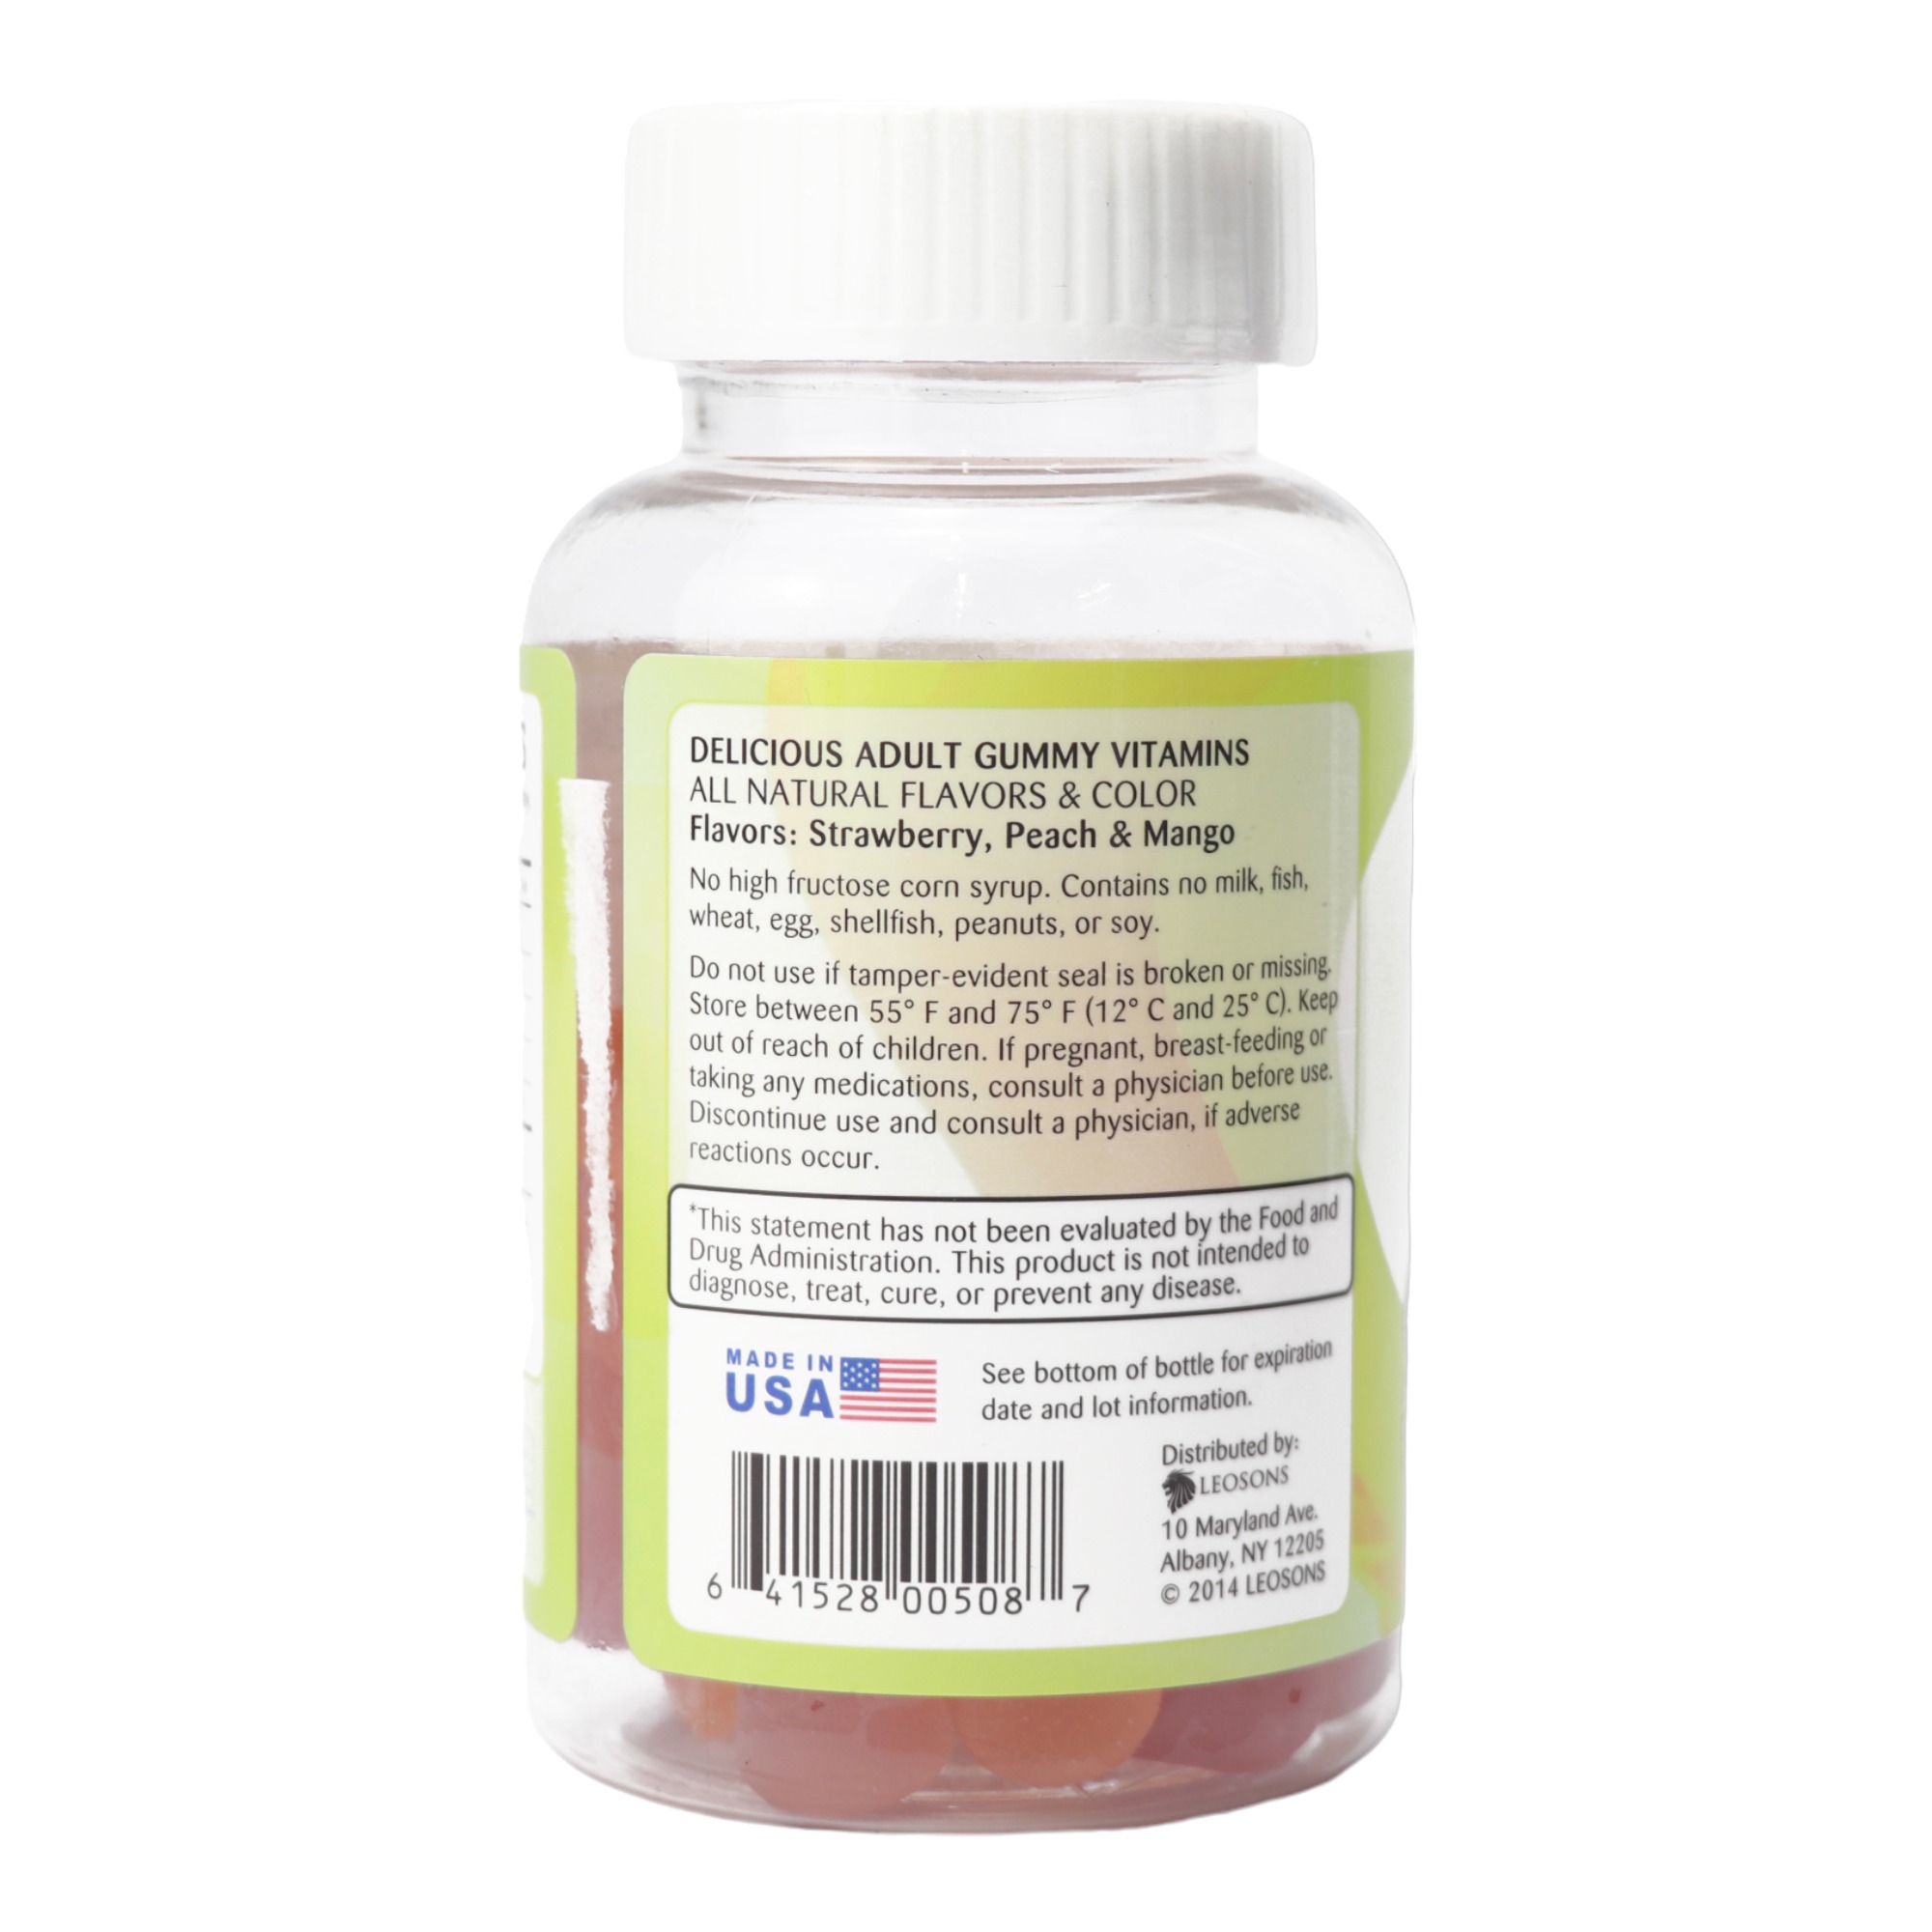 DELICIOUS ADULT GUMMY VITAMINS
ALL NATURAL FLAVORS & COLOR
Flavors: Strawberry, Peach & Mango
No high fructose corn syrup. Contains no milk, fish,
wheat, egg, shellfish, peanuts, or soy.
Do not use if tamper-evident seal is broken or missing.
Store between 55° F and 75° F (12° C and 25° C). Keep
out of reach of children. If pregnant, breast-feeding or
taking any medications, consult a physician before use.
Discontinue use and consult a physician, if adverse
reactions occur.
*This statement has not been evaluated by the Food and
Drug Administration. This product is not intended to
diagnose, treat, cure, or prevent any disease.
MADE IN
USA
See bottom of bottle for expiration
date and lot information.
Distributed by:
LEOSONS
10 Maryland Ave.
Albany, NY 12205
© 2014 LEOSONS
6 41528 00508 7